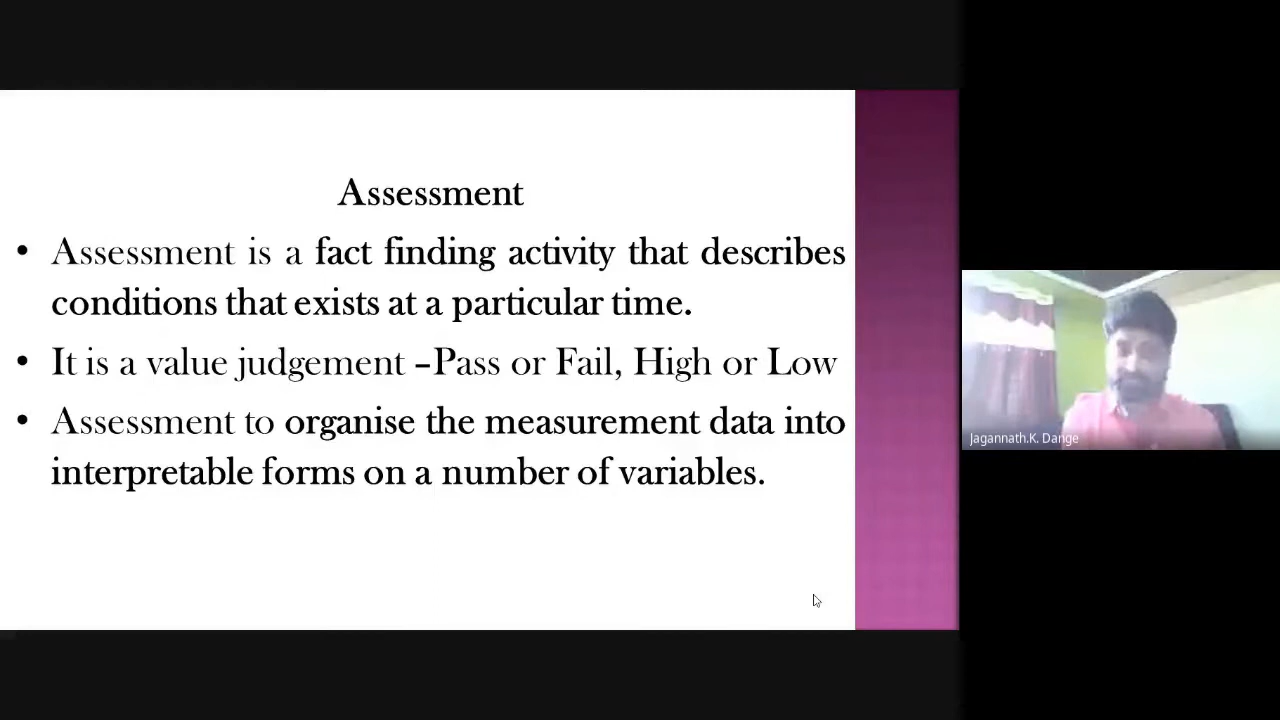 Assessment
• Assessment is a fact finding activity that describes
conditions that exists at a particular time.
• It is a value judgement –Pass or Fail, High or Low
• Assessment to organise the measurement data into
interpretable forms on a number of variables.
Jagannath.K. Dange